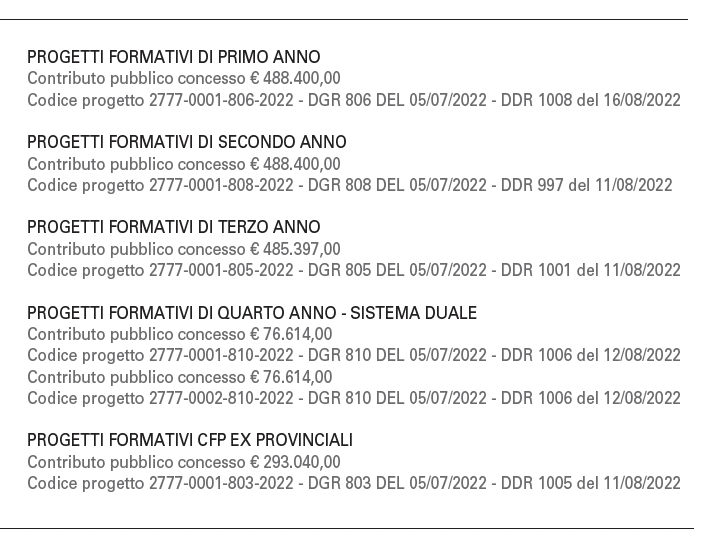 PROGETTI FORMATIVI DI PRIMO ANNO
Contributo pubblico concesso € 488.400,00
Codice progetto 2777-0001-806-2022 - DGR 806 DEL 05/07/2022 - DDR 1008 del 16/08/2022
PROGETTI FORMATIVI DI SECONDO ANNO
Contributo pubblico concesso € 488.400,00
Codice progetto 2777-0001-808-2022 - DGR 808 DEL 05/07/2022 - DDR 997 del 11/08/2022
PROGETTI FORMATIVI DI TERZO ANNO
Contributo pubblico concesso € 485.397,00
Codice progetto 2777-0001-805-2022 - DGR 805 DEL 05/07/2022 - DDR 1001 del 11/08/2022
PROGETTI FORMATIVI DI QUARTO ANNO - SISTEMA DUALE
Contributo pubblico concesso € 76.614,00
Codice progetto 2777-0001-810-2022 - DGR 810 DEL 05/07/2022 - DDR 1006 del 12/08/2022
Contributo pubblico concesso € 76.614,00
Codice progetto 2777-0002-810-2022 - DGR 810 DEL 05/07/2022 - DDR 1006 del 12/08/2022
PROGETTI FORMATIVI CFP EX PROVINCIALI
Contributo pubblico concesso € 293.040,00
Codice progetto 2777-0001-803-2022 - DGR 803 DEL 05/07/2022 - DDR 1005 del 11/08/2022